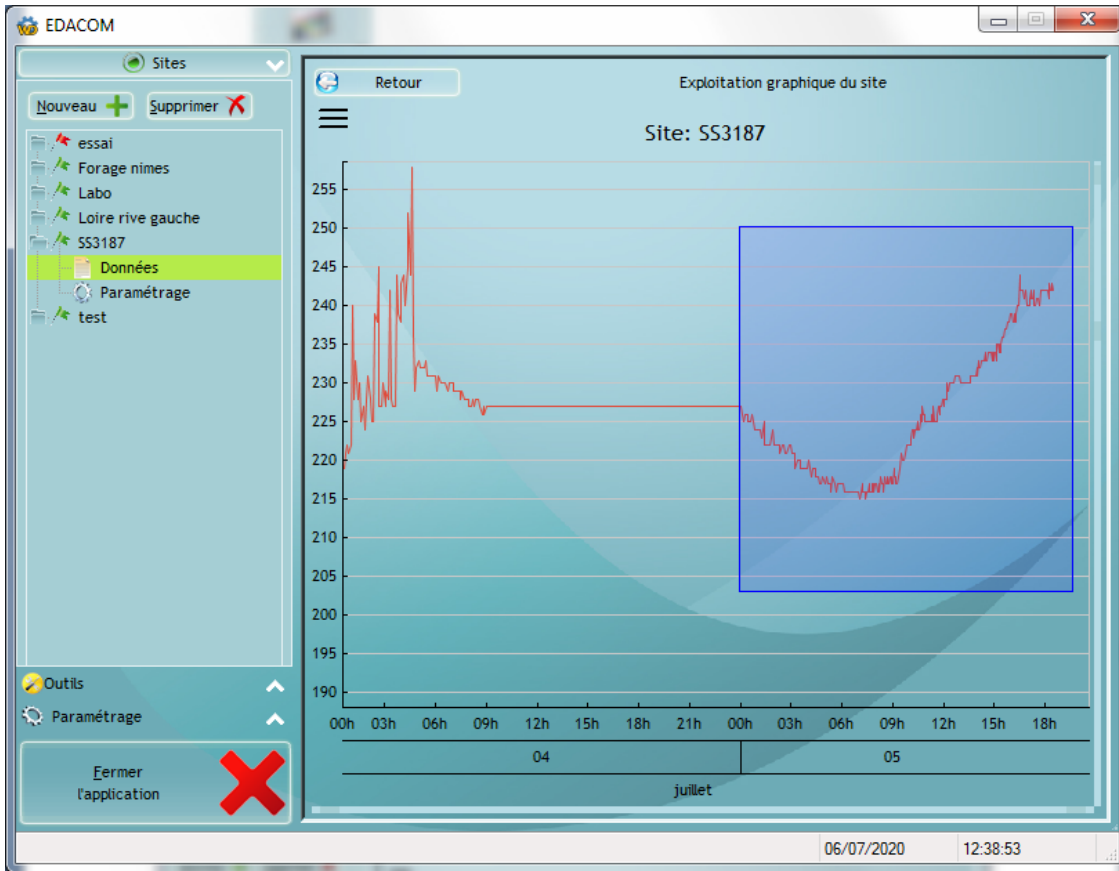 EDACOM
Sites
Nouveau Supprimer
essai
Forage nimes
Labo
Loire rive gauche
SS3187
Données
Paramétrage
test
Outils
Paramétrage
Fermer
l'application
Retour
Exploitation graphique du site
Site: SS3187
255
250
245
240
235
230
225
220
215
210
205
200
195
190
00h 03h 06h 09h 12h 15h 18h 21h 00h 03h 06h 09h 12h 15h 18h
04 05
juillet
06/07/2020 12:38:53